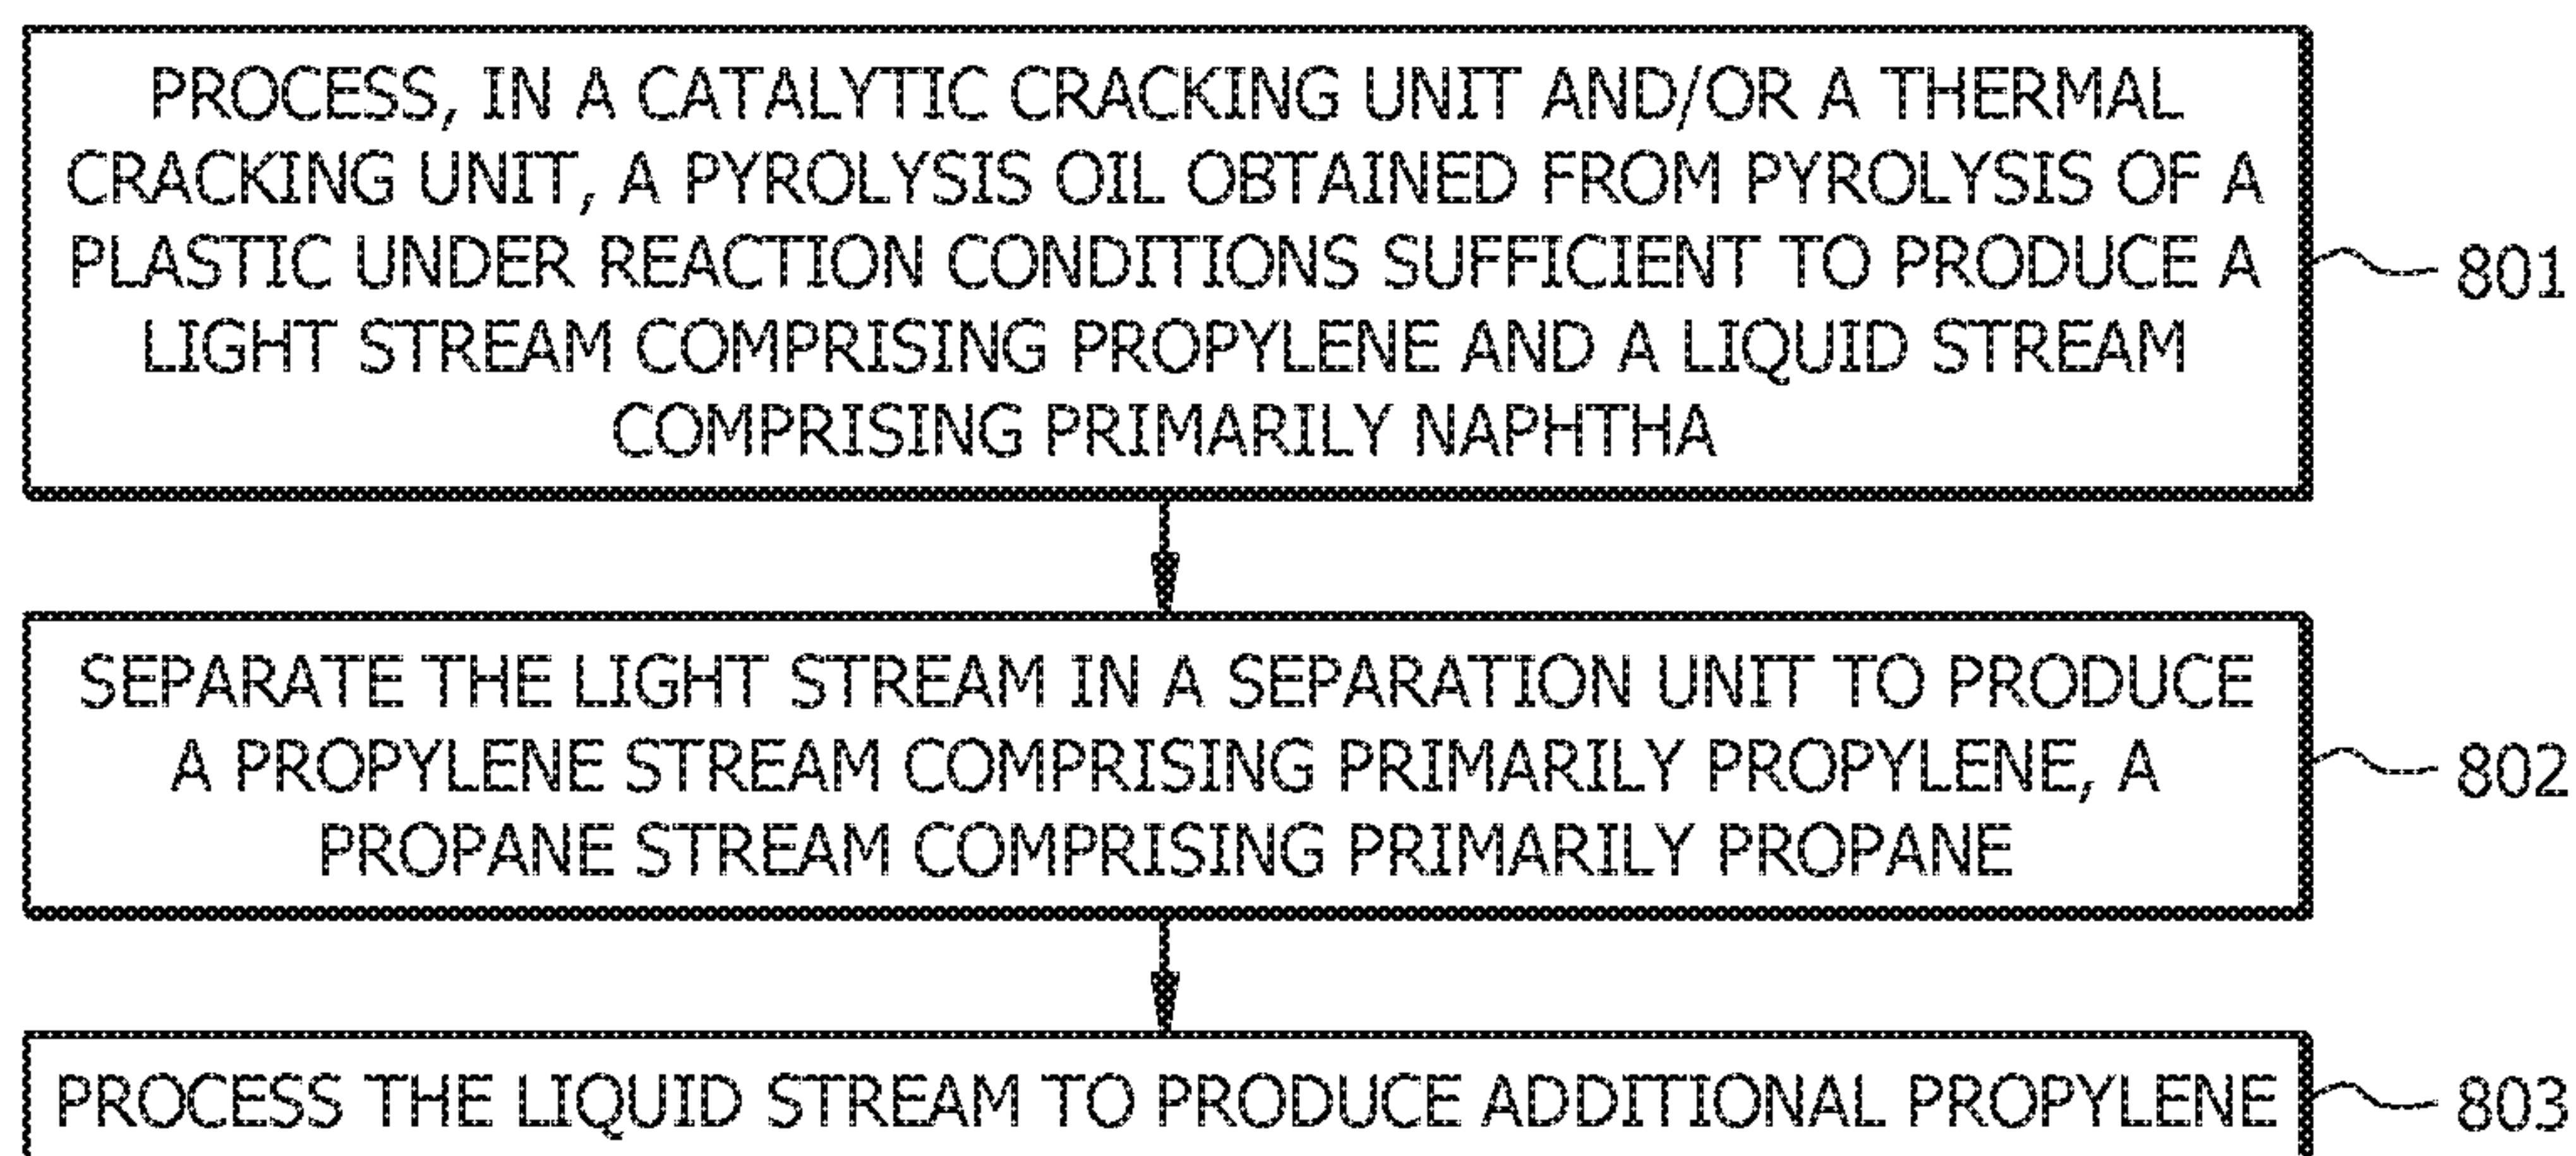 PROCESS, IN A CATALYTIC CRACKING UNIT AND/OR A THERMAL
CRACKING UNIT, A PYROLYSIS OIL OBTAINED FROM PYROLYSIS OF A
PLASTIC UNDER REACTION CONDITIONS SUFFICIENT TO PRODUCE A
LIGHT STREAM COMPRISING PROPYLENE AND A LIQUID STREAM
COMPRISING PRIMARILY NAPHTHA
801
SEPARATE THE LIGHT STREAM IN A SEPARATION UNIT TO PRODUCE
A PROPYLENE STREAM COMPRISING PRIMARILY PROPYLENE, A
PROPANE STREAM COMPRISING PRIMARILY PROPANE
802
PROCESS THE LIQUID STREAM TO PRODUCE ADDITIONAL PROPYLENE
803